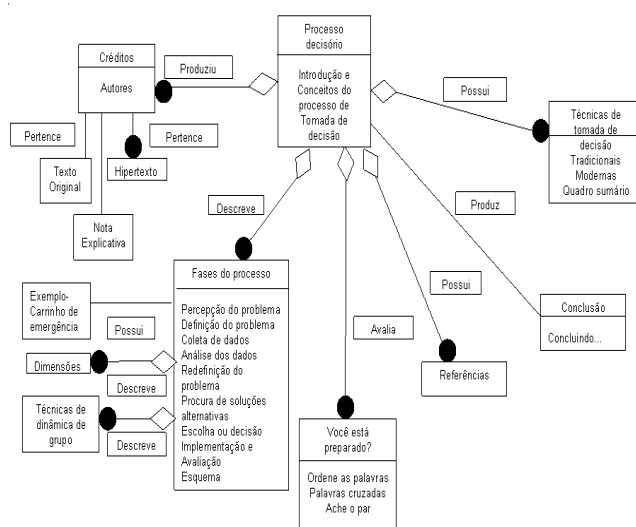 Processo
decisório
Introdução e
Conceitos do
processo de
Tomada de
decisão
Créditos
Autores
Produziu
Pertence
Pertence
Texto
Original
Hipertexto
Nota
Explicativa
Possui
Técnicas de
tomada de
decisão
Tradicionais
Modernas
Quadro sumário
Produz
Conclusão
Concluindo...
Descreve
Fases do processo
Percepção do problema
Definição do problema
Coleta de dados
Análise dos dados
Redefinição do
problema
Procura de soluções
alternativas
Escolha ou decisão
Implementação e
Avaliação
Esquema
Exemplo-
Carrinho de
emergência
Possui
Dimensões
Descreve
Técnicas de
dinâmica de
grupo
Descreve
Avalia
Possui
Referências
Você está
preparado?
Ordene as palavras
Palavras cruzadas
Ache o par